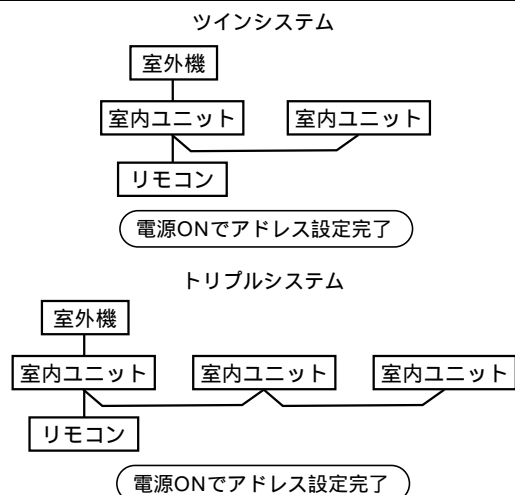 ツインシステム
室外機
室内ユニット 室内ユニット
リモコン
電源ONでアドレス設定完了
トリプルシステム
室外機
室内ユニット 室内ユニット 室内ユニット
リモコン
電源ONでアドレス設定完了